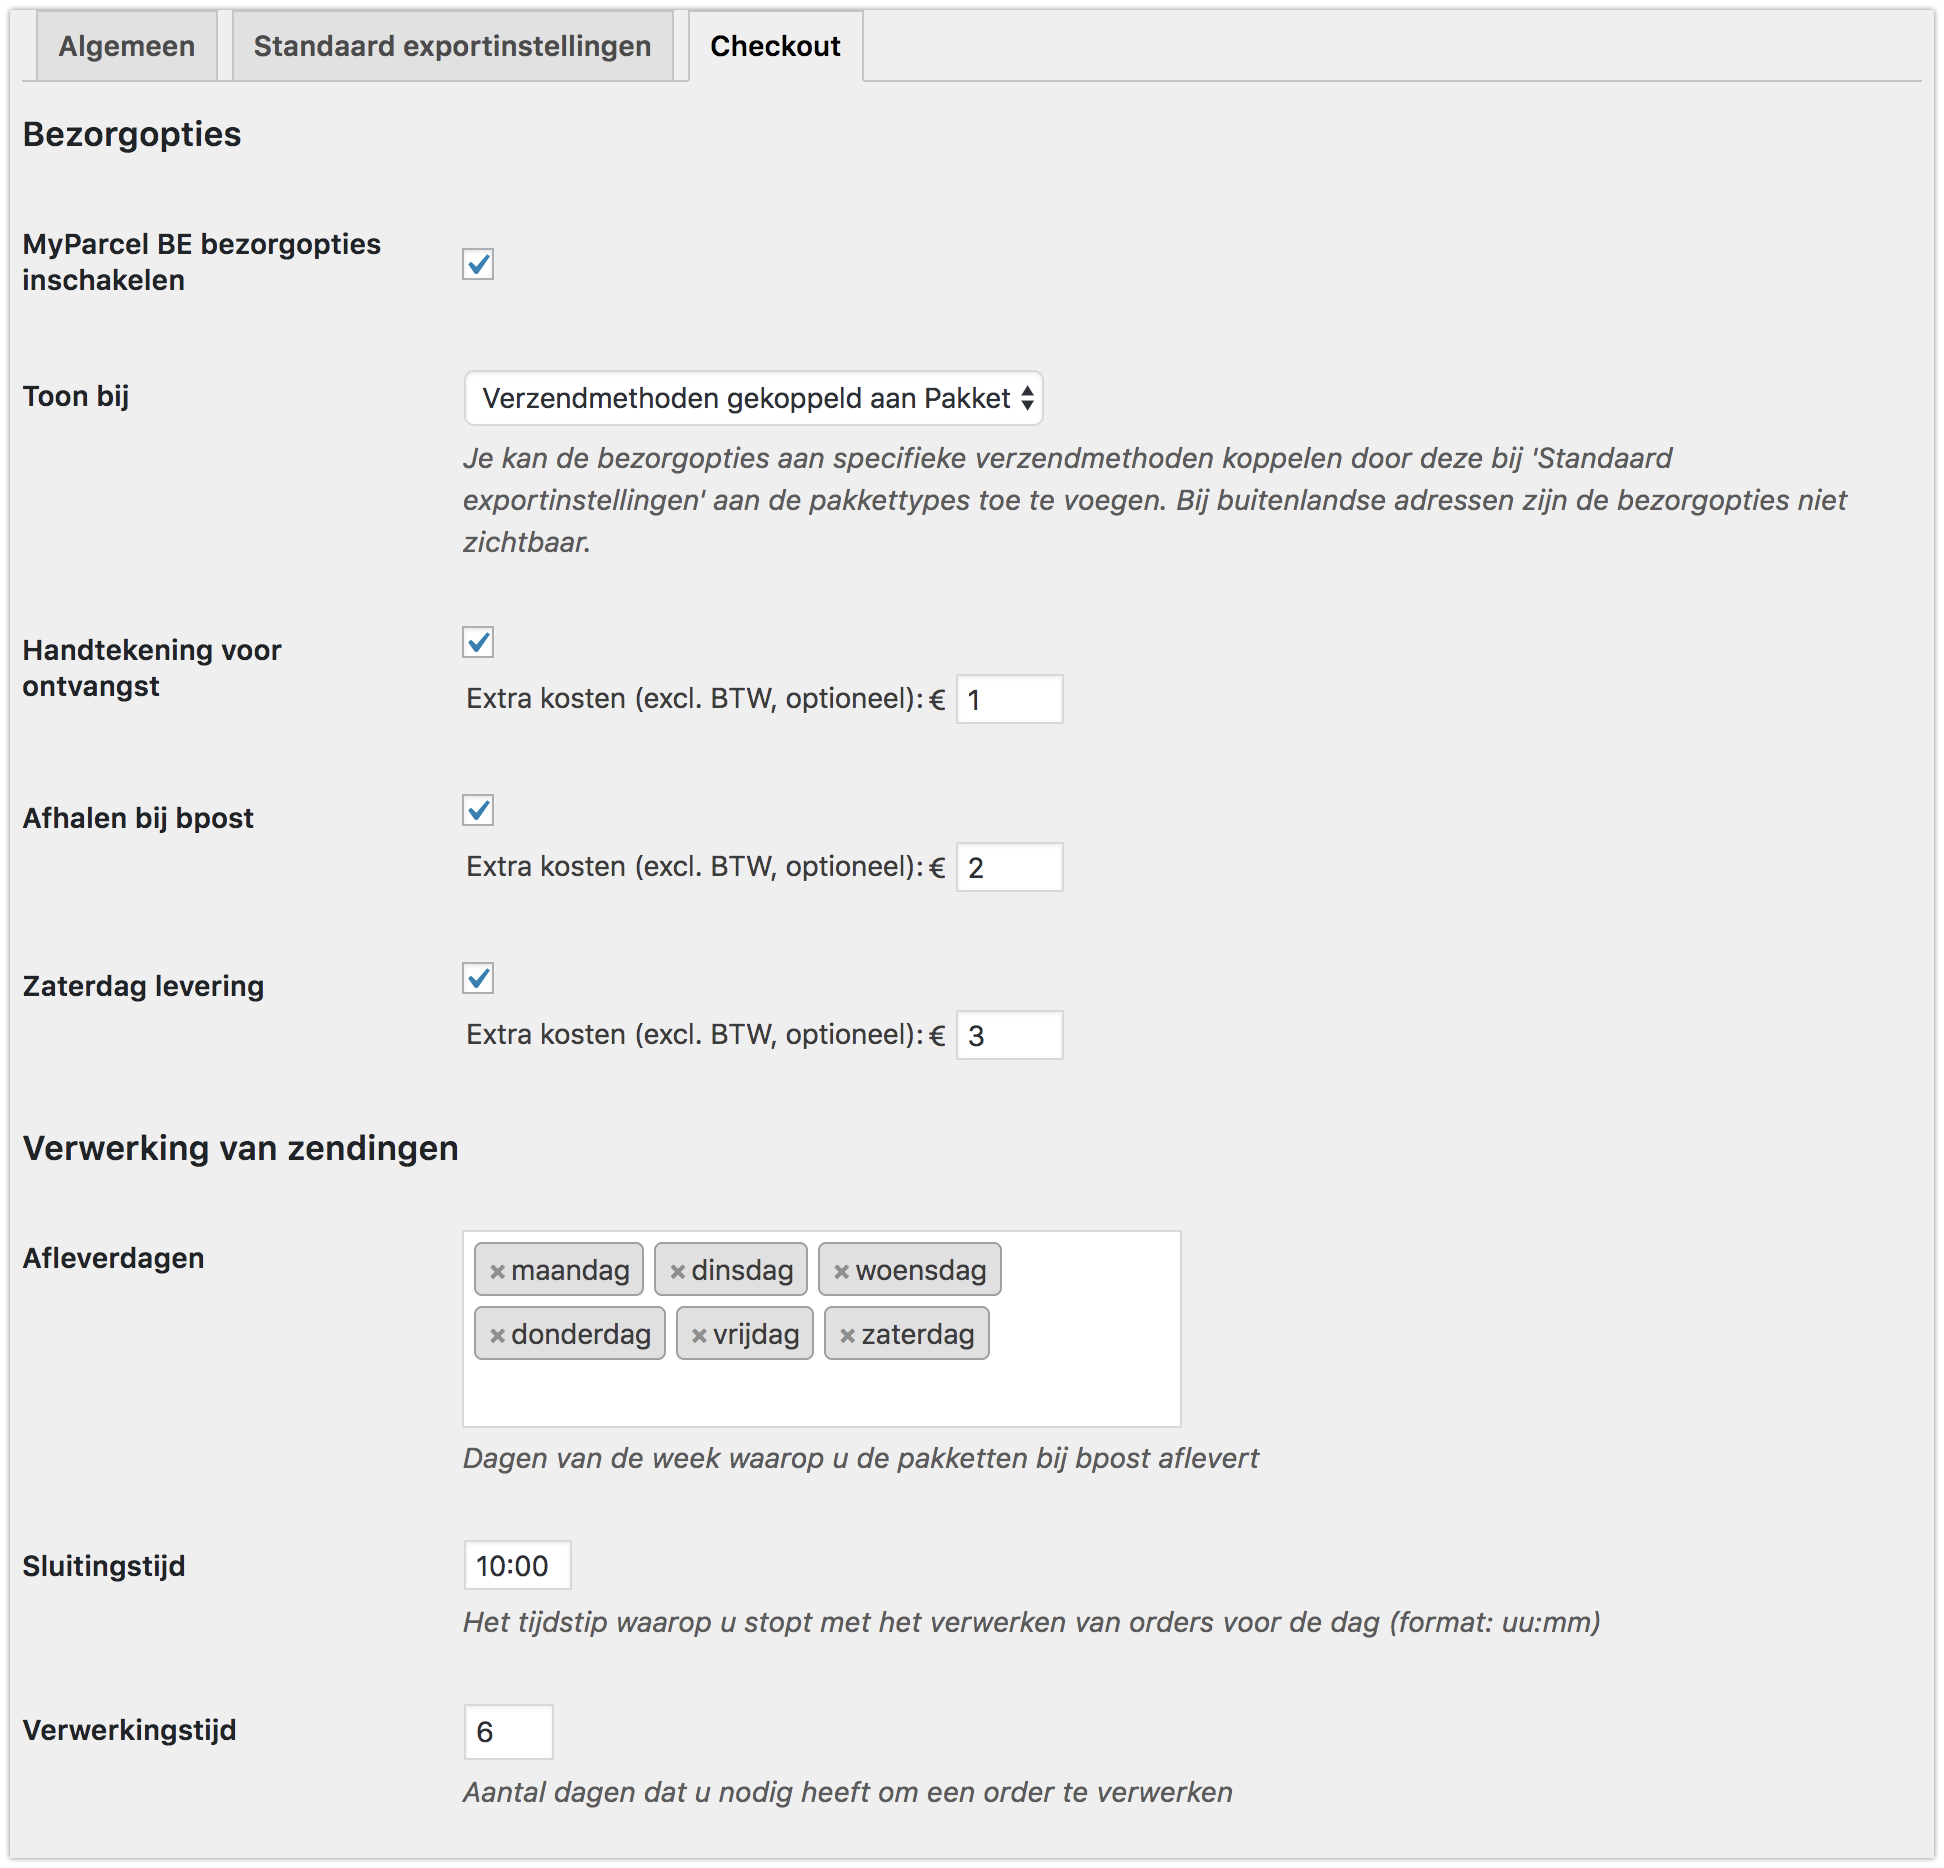 Algemeen Standaard exportinstellingen Checkout
Bezorgopties
MyParcel BE bezorgopties
inschakelen
Toon bij
Verzendmethoden gekoppeld aan Pakket
Je kan de bezorgopties aan specifieke verzendmethoden koppelen door deze bij 'Standaard
exportinstellingen' aan de pakkettypes toe te voegen. Bij buitenlandse adressen zijn de bezorgopties niet
zichtbaar.
Handtekening voor
ontvangst
Extra kosten (excl. BTW, optioneel): € 1
Afhalen bij bpost
Extra kosten (excl. BTW, optioneel): € 2
Zaterdag levering
Extra kosten (excl. BTW, optioneel): € 3
Verwerking van zendingen
Afleverdagen
× maandag × dinsdag × woensdag
× donderdag × vrijdag × zaterdag
Dagen van de week waarop u de pakketten bij bpost aflevert
Sluitingstijd
10:00
Het tijdstip waarop u stopt met het verwerken van orders voor de dag (format: uu:mm)
Verwerkingstijd
6
Aantal dagen dat u nodig heeft om een order te verwerken